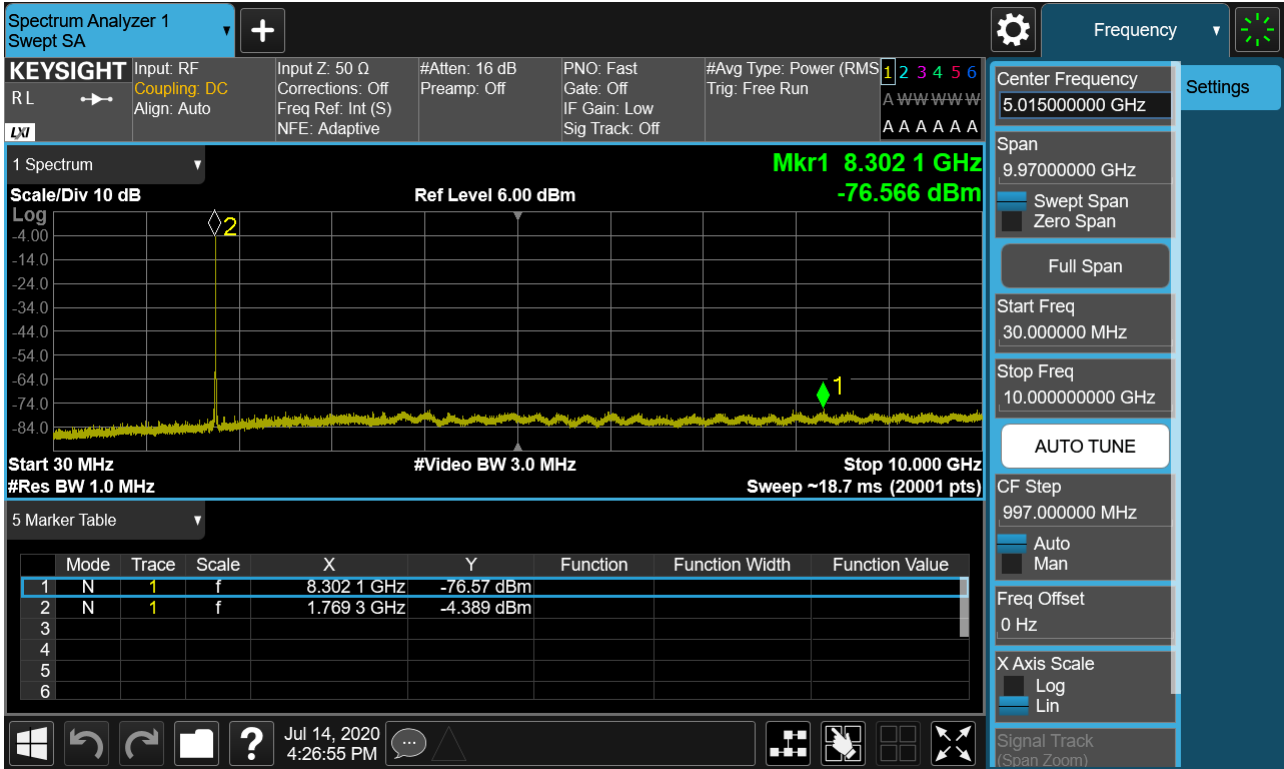 Spectrum Analyzer 1
Swept SA
+
Frequency
KEYSIGHT
RL
LXI
Input: RF
Coupling: DC
Align: Auto
Input Z: 50 Ω
Corrections: Off
Freq Ref: Int (S)
NFE: Adaptive
#Atten: 16 dB
Preamp: Off
PNO: Fast
Gate: Off
IF Gain: Low
Sig Track: Off
#Avg Type: Power (RMS
Trig: Free Run
1 2 3 4 5 6
A W W W W W
A A A A A A
1 Spectrum
Mkr1 8.302 1 GHz
Scale/Div 10 dB
Ref Level 6.00 dBm
-76.566 dBm
Log
-4.00
-14.0
-24.0
-34.0
-44.0
-54.0
-64.0
-74.0
-84.0
2
1
Start 30 MHz
#Video BW 3.0 MHz
Stop 10.000 GHz
#Res BW 1.0 MHz
Sweep ~18.7 ms (20001 pts)
5 Marker Table
Mode Trace Scale X Y Function Function Width Function Value
1 N 1 f 8.302 1 GHz -76.57 dBm
2 N 1 f 1.769 3 GHz -4.389 dBm
3
4
5
6
?
Jul 14, 2020
4:26:55 PM
Center Frequency
5.015000000 GHz
Span
9.97000000 GHz
Swept Span
Zero Span
Full Span
Start Freq
30.000000 MHz
Stop Freq
10.000000000 GHz
AUTO TUNE
CF Step
997.000000 MHz
Auto
Man
Freq Offset
0 Hz
X Axis Scale
Log
Lin
Signal Track
(Span Zoom)
Settings